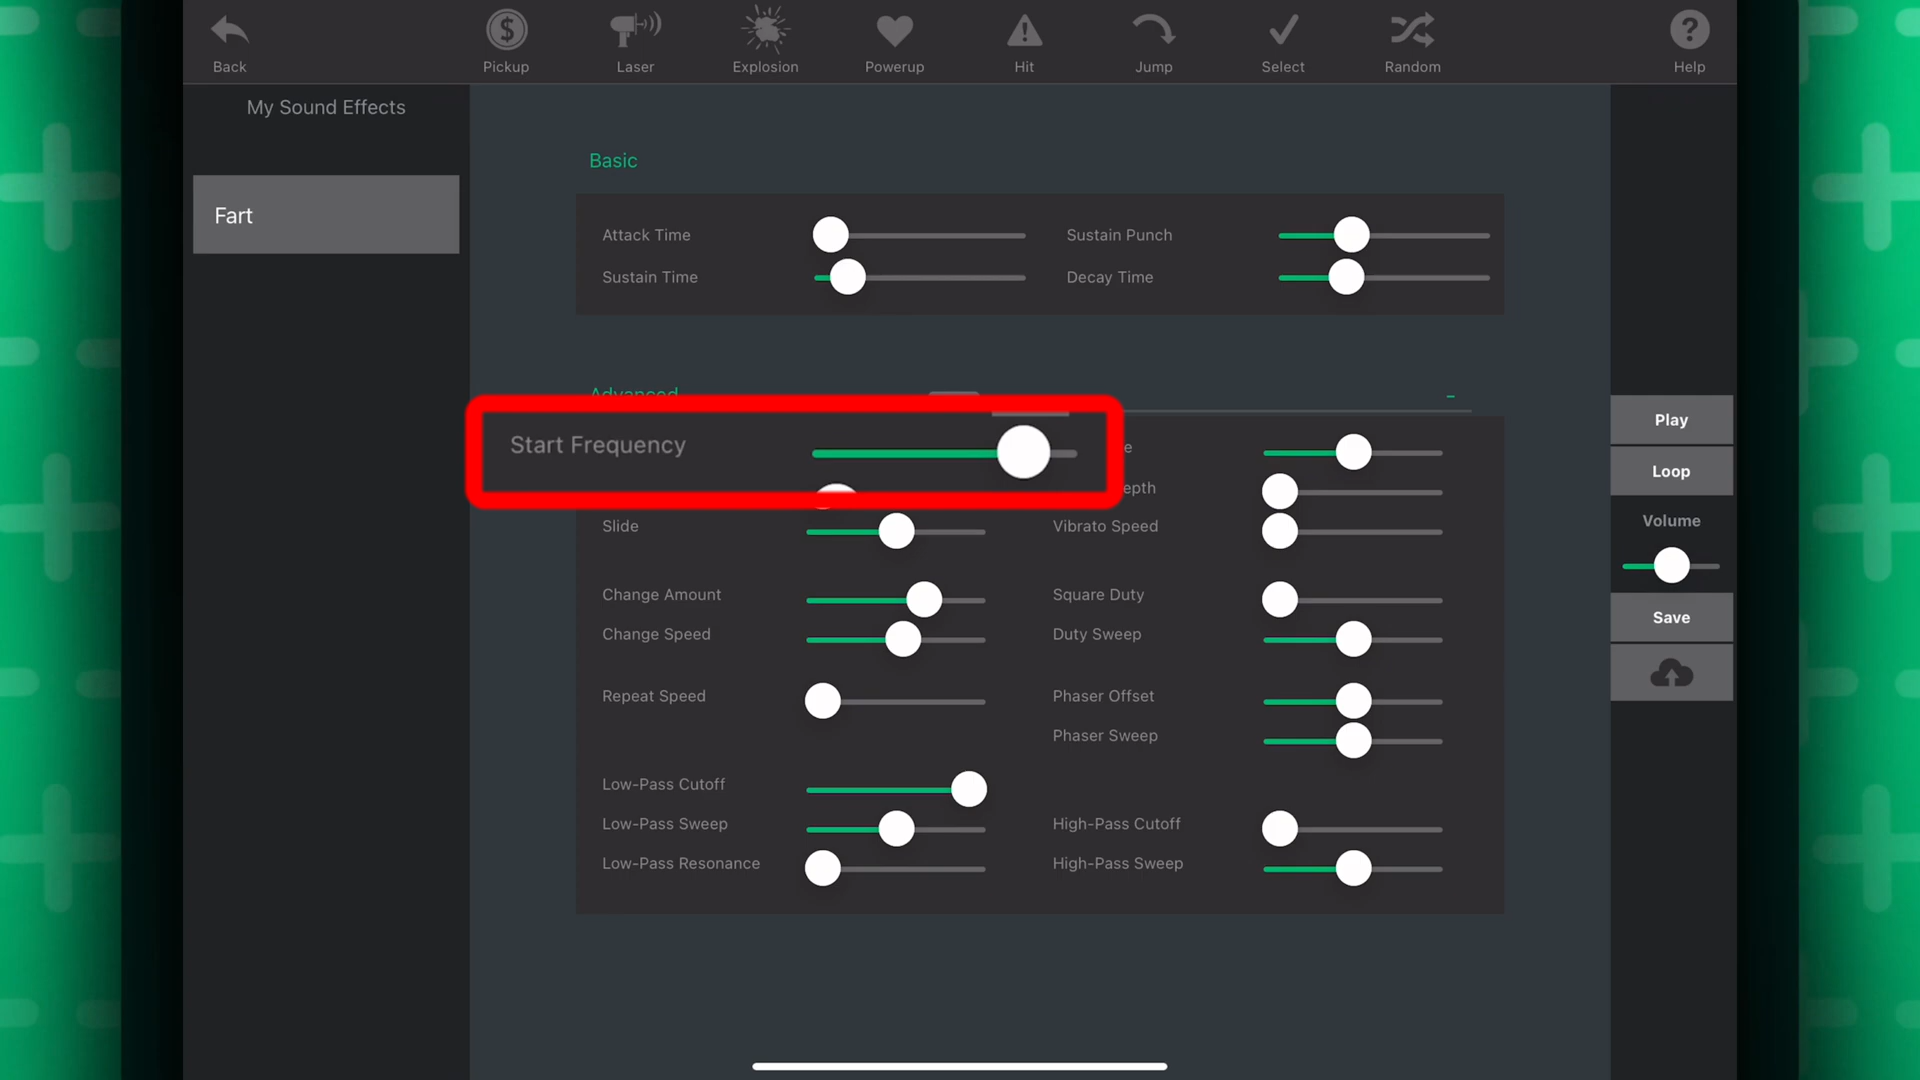 Back
Pickup
Laser
Explosion
Powerup
Hit
Jump
Select
Random
Help
My Sound Effects
Fart
Basic
Attack Time
Sustain Punch
Sustain Time
Decay Time
Advanced
Start Frequency
Slide
Vibrato Speed
Change Amount
Square Duty
Change Speed
Duty Sweep
Repeat Speed
Phaser Offset
Phaser Sweep
Low-Pass Cutoff
Low-Pass Sweep
High-Pass Cutoff
Low-Pass Resonance
High-Pass Sweep
Play
Loop
Volume
Save